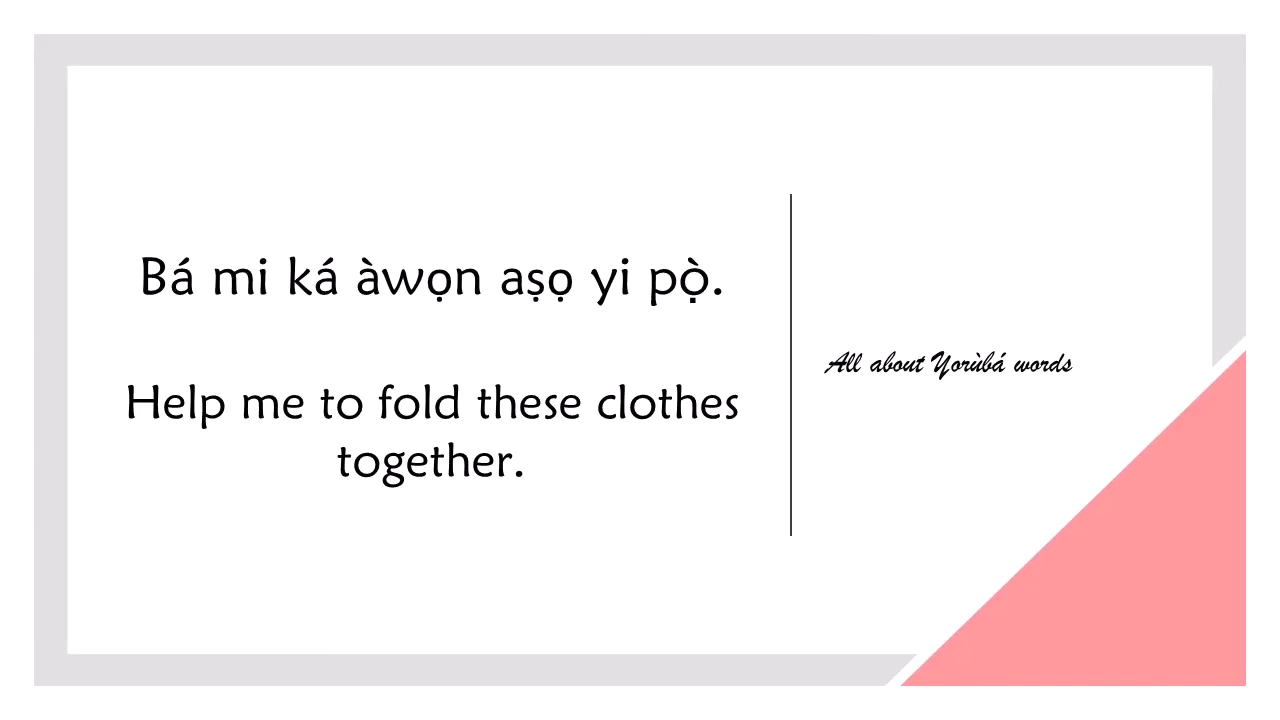 Bá mi ká àwọn aṣọ yi pọ̀.
Help me to fold these clothes
together.
All about Yorùbá words